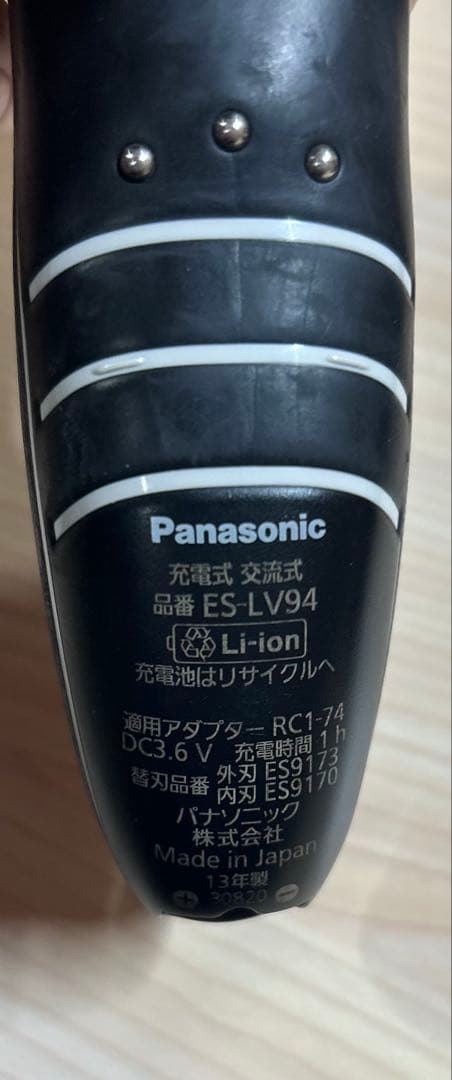 Panasonic
充電式 交流式
品番 ES-LV94
Li-ion
充電池はリサイクルへ
適用アダプター RC1-74
DC3.6 V 充電時間 1 h
替刃品番 外刃 ES9173
内刃 ES9170
パナソニック
株式会社
Made in Japan
13年製
30820